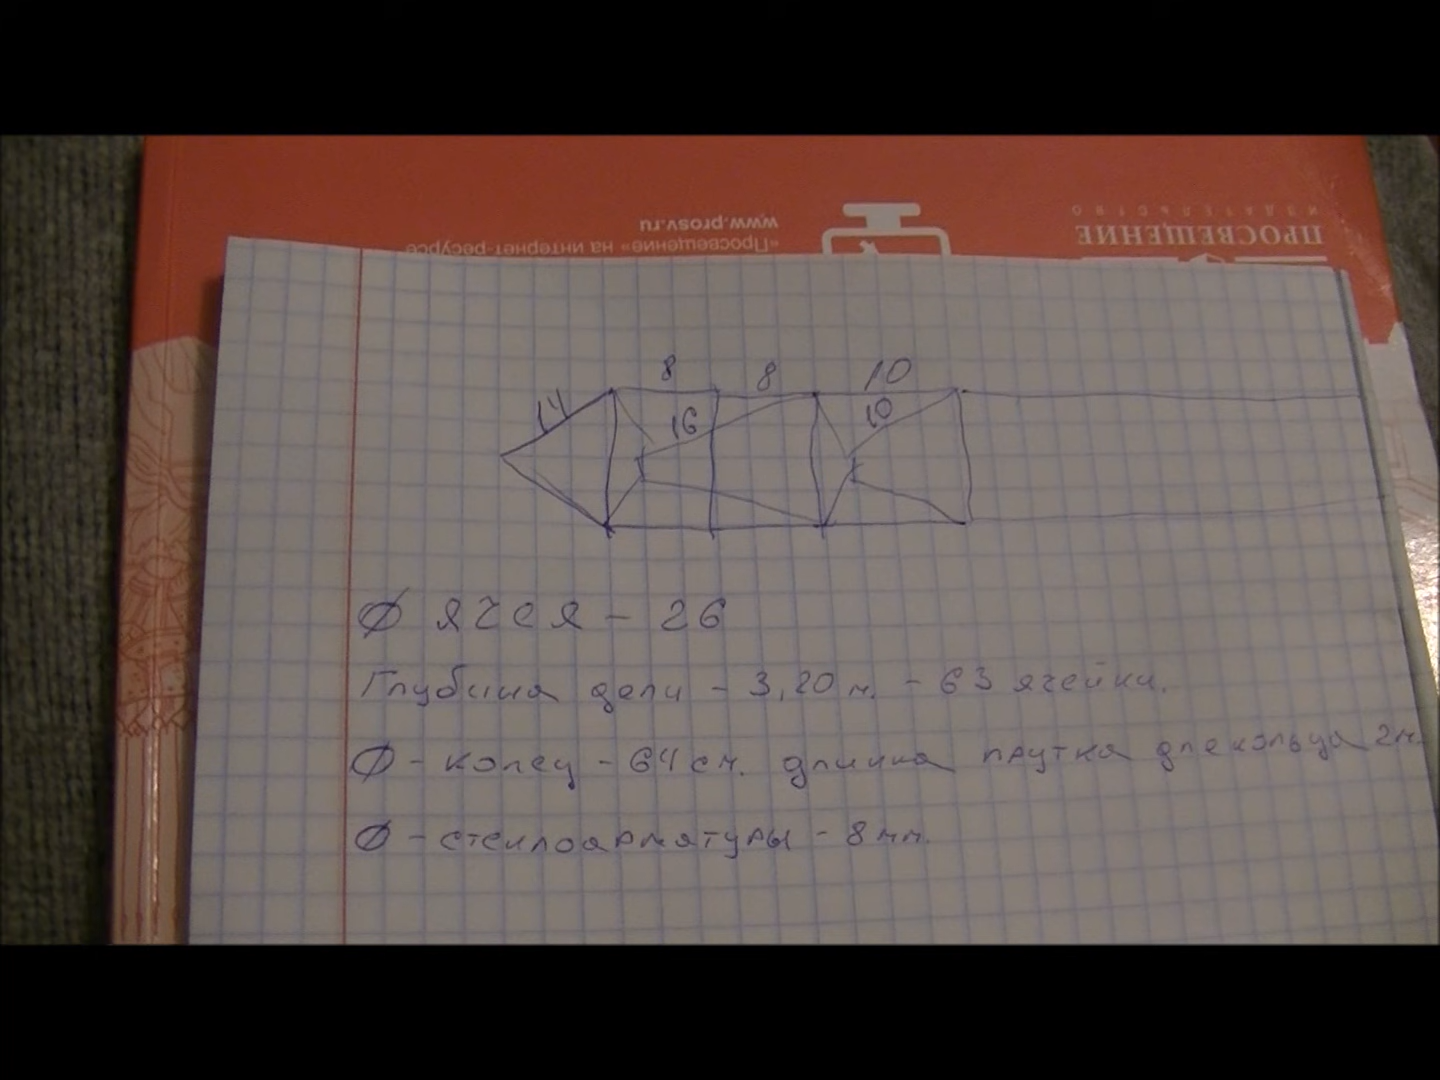 ПРОСВЕЩЕНИЕ
ИЗДАТЕЛЬСТВО
www.prosv.ru
«Просвещение» на интернет-ресурсе
8 8 10
14 16 10
Ø ячея - 26
Глубина дели - 3,20 м. - 63 ячейки.
Ø - колец - 64 см. длинна прутка для кольца 2 м.
Ø - стеклоарматуры - 8 мм.